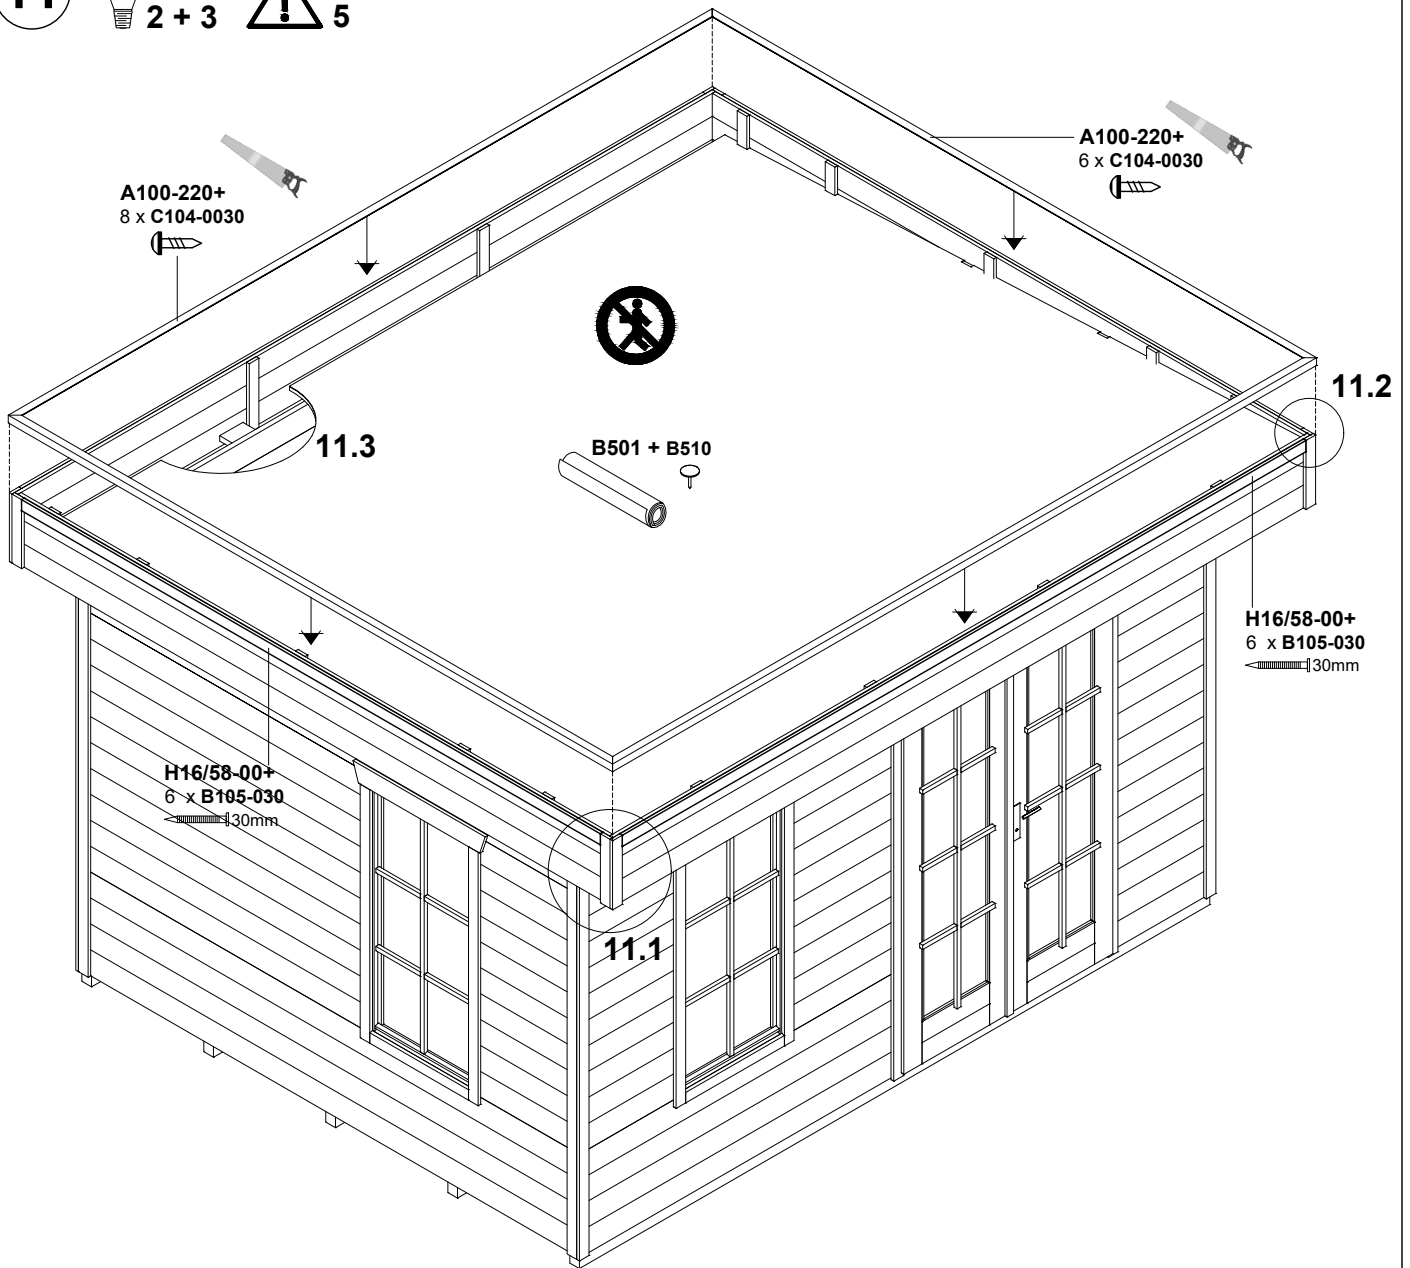 11
2 + 3
5
A100-220+
6 x C104-0030
A100-220+
8 x C104-0030
11.2
11.3
B501 + B510
H16/58-00+
6 x B105-030
30mm
H16/58-00+
6 x B105-030
30mm
11.1